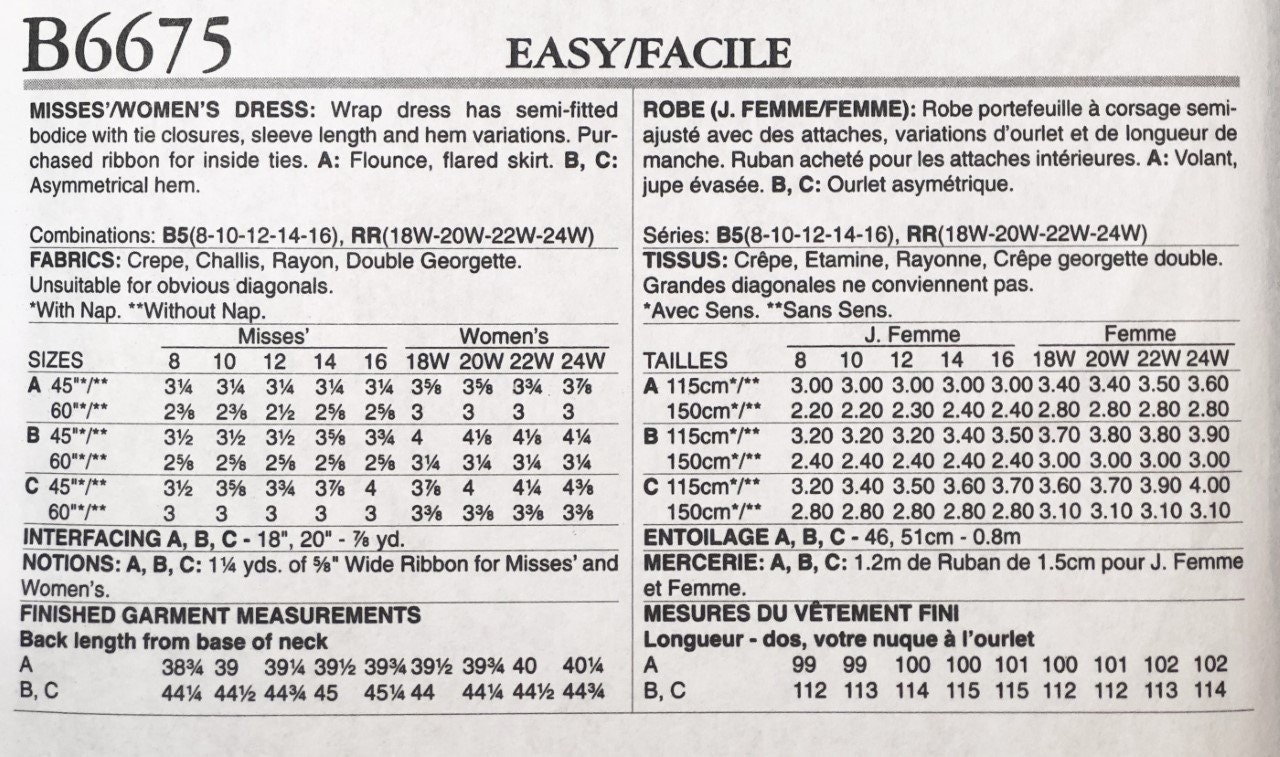 B6675
EASY/FACILE
MISSES'/WOMEN'S DRESS: Wrap dress has semi-fitted
bodice with tie closures, sleeve length and hem variations. Pur-
chased ribbon for inside ties. A: Flounce, flared skirt. B, C:
Asymmetrical hem.
Combinations: B5(8-10-12-14-16), RR(18W-20W-22W-24W)
FABRICS: Crepe, Challis, Rayon, Double Georgette.
Unsuitable for obvious diagonals.
*With Nap. **Without Nap.
Misses' Women's
SIZES 8 10 12 14 16 18W 20W 22W 24W
A 45"*/** 3¼ 3¼ 3¼ 3¼ 3¼ 3⅝ 3⅝ 3¾ 3⅞
60"*/** 2⅜ 2⅜ 2½ 2⅝ 2⅝ 3 3 3 3
B 45"*/** 3½ 3½ 3½ 3⅝ 3¾ 4 4⅛ 4⅛ 4¼
60"*/** 2⅝ 2⅝ 2⅝ 2⅝ 2⅝ 3¼ 3¼ 3¼ 3¼
C 45"*/** 3½ 3⅝ 3¾ 3⅞ 4 3⅞ 4 4¼ 4⅜
60"*/** 3 3 3 3 3 3⅜ 3⅜ 3⅜ 3⅜
INTERFACING A, B, C - 18", 20" - ⅞ yd.
NOTIONS: A, B, C: 1¼ yds. of ⅝" Wide Ribbon for Misses' and
Women's.
FINISHED GARMENT MEASUREMENTS
Back length from base of neck
A 38¾ 39 39¼ 39½ 39¾ 39½ 39¾ 40 40¼
B, C 44¼ 44½ 44¾ 45 45¼ 44 44¼ 44½ 44¾
ROBE (J. FEMME/FEMME): Robe portefeuille à corsage semi-
ajusté avec des attaches, variations d'ourlet et de longueur de
manche. Ruban acheté pour les attaches intérieures. A: Volant,
jupe évasée. B, C: Ourlet asymétrique.
Séries: B5(8-10-12-14-16), RR(18W-20W-22W-24W)
TISSUS: Crêpe, Etamine, Rayonne, Crêpe georgette double.
Grandes diagonales ne conviennent pas.
*Avec Sens. **Sans Sens.
J. Femme Femme
TAILLES 8 10 12 14 16 18W 20W 22W 24W
A 115cm*/** 3.00 3.00 3.00 3.00 3.00 3.40 3.40 3.50 3.60
150cm*/** 2.20 2.20 2.30 2.40 2.40 2.80 2.80 2.80 2.80
B 115cm*/** 3.20 3.20 3.20 3.40 3.50 3.70 3.80 3.80 3.90
150cm*/** 2.40 2.40 2.40 2.40 2.40 3.00 3.00 3.00 3.00
C 115cm*/** 3.20 3.40 3.50 3.60 3.70 3.60 3.70 3.90 4.00
150cm*/** 2.80 2.80 2.80 2.80 2.80 3.10 3.10 3.10 3.10
ENTOILAGE A, B, C - 46, 51cm - 0.8m
MERCERIE: A, B, C: 1.2m de Ruban de 1.5cm pour J. Femme
et Femme.
MESURES DU VÊTEMENT FINI
Longueur - dos, votre nuque à l'ourlet
A 99 99 100 100 101 100 101 102 102
B, C 112 113 114 115 115 112 112 113 114